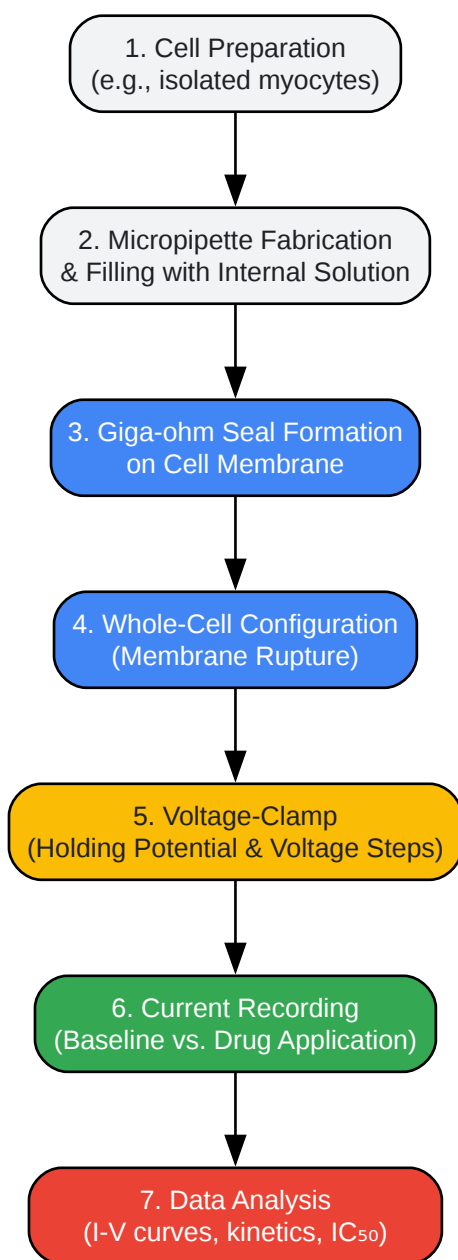 1. Cell Preparation
(e.g., isolated myocytes)
2. Micropipette Fabrication
& Filling with Internal Solution
3. Giga-ohm Seal Formation
on Cell Membrane
4. Whole-Cell Configuration
(Membrane Rupture)
5. Voltage-Clamp
(Holding Potential & Voltage Steps)
6. Current Recording
(Baseline vs. Drug Application)
7. Data Analysis
(I-V curves, kinetics, IC₅₀)